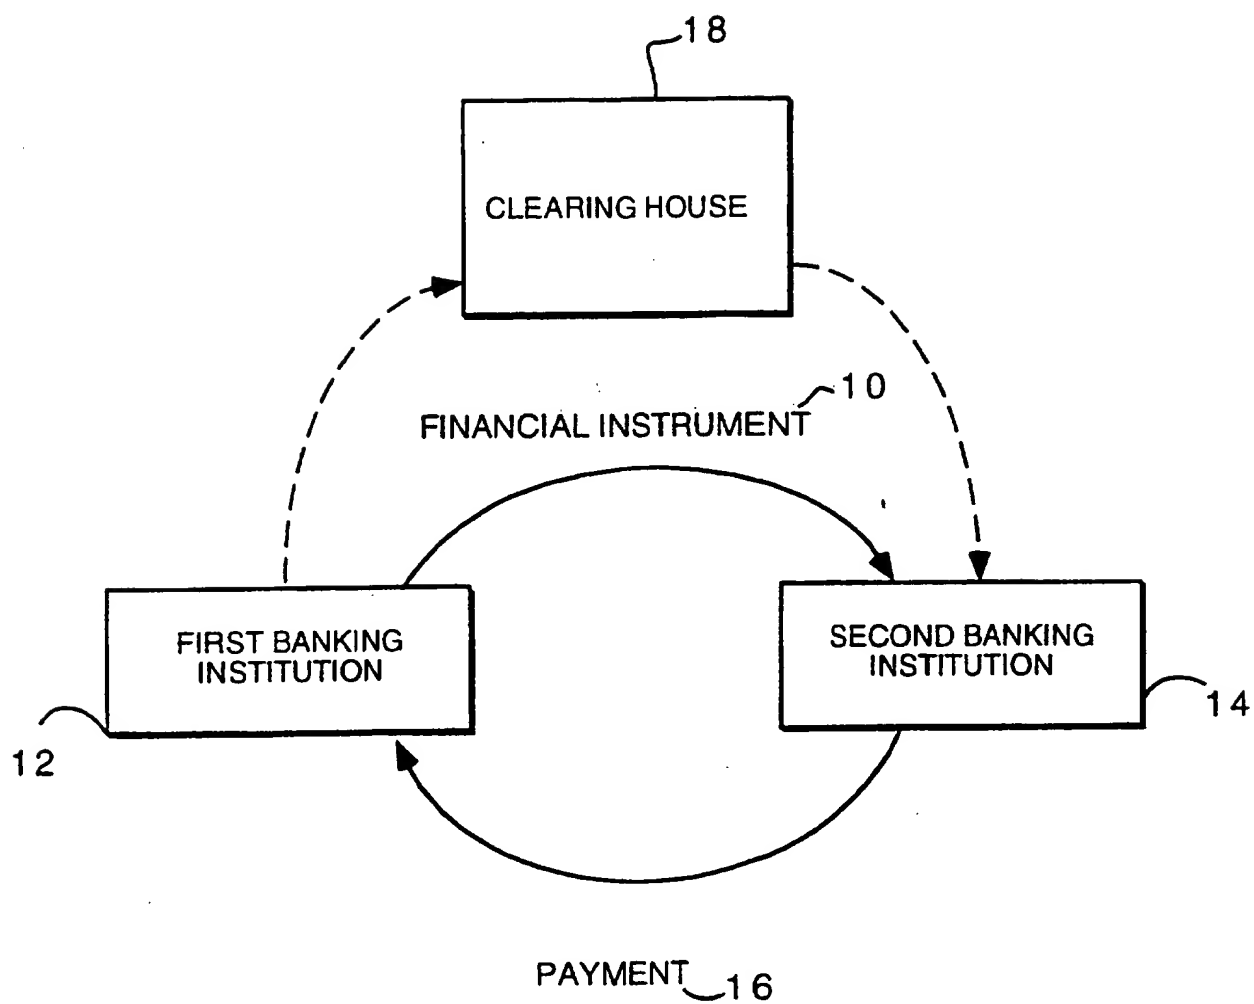 18
CLEARING HOUSE
10
FINANCIAL INSTRUMENT
FIRST BANKING
INSTITUTION
SECOND BANKING
INSTITUTION
14
12
PAYMENT
16